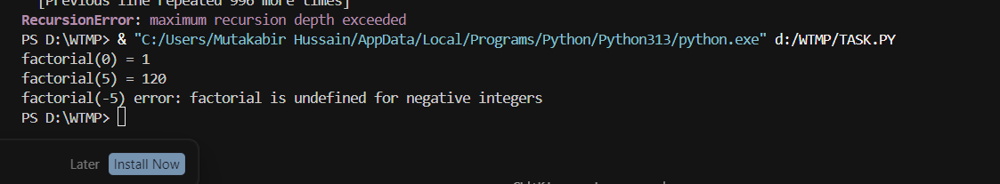 [Previous line repeated 996 more times]
RecursionError: maximum recursion depth exceeded
PS D:\WTMP> & "C:/Users/Mutakabir Hussain/AppData/Local/Programs/Python/Python313/python.exe" d:/WTMP/TASK.PY
factorial(0) = 1
factorial(5) = 120
factorial(-5) error: factorial is undefined for negative integers
PS D:\WTMP>
Later Install Now